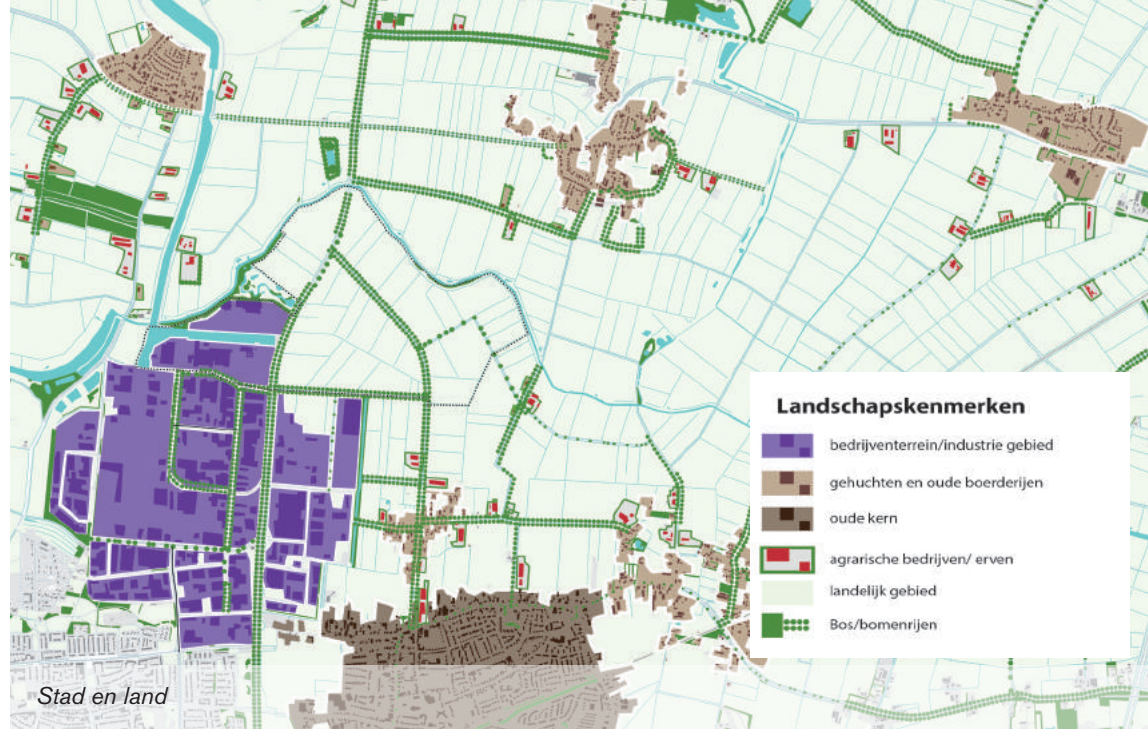 Landschapskenmerken
bedrijventerrein/industrie gebied
gehuchten en oude boerderijen
oude kern
agrarische bedrijven/ erven
landelijk gebied
Bos/bomenrijen
Stad en land